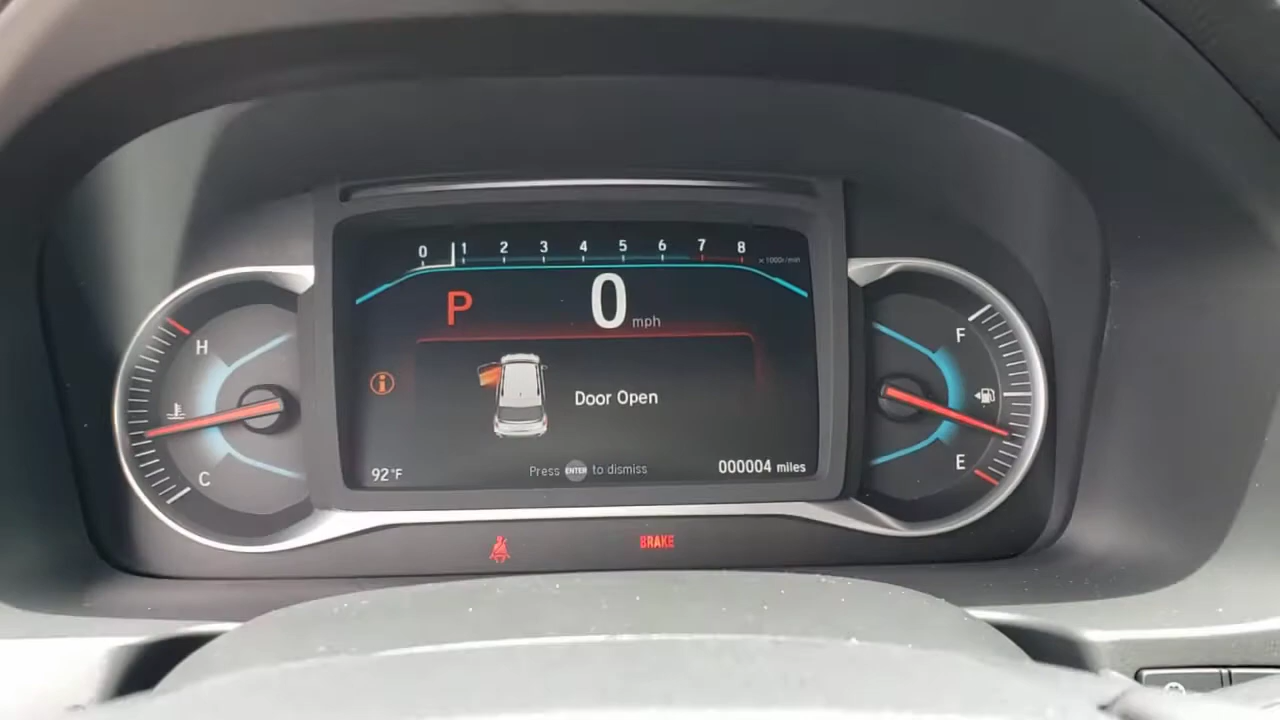 0 1 2 3 4 5 6 7 8 x1000r/min
P 0 mph
H
F
Door Open
C
E
92°F
Press ENTER to dismiss
000004 miles
BRAKE